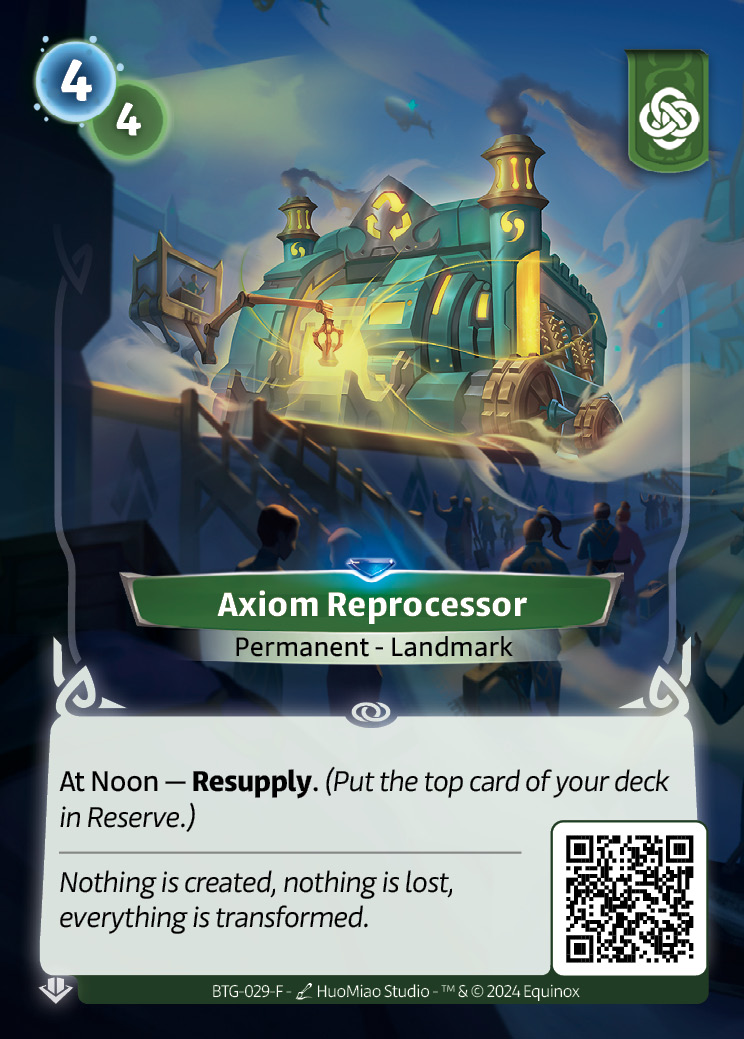 4
4
Axiom Reprocessor
Permanent - Landmark
At Noon — Resupply. (Put the top card of your deck
in Reserve.)
Nothing is created, nothing is lost,
everything is transformed.
BTG-029-F - HuoMiao Studio - ™ & © 2024 Equinox